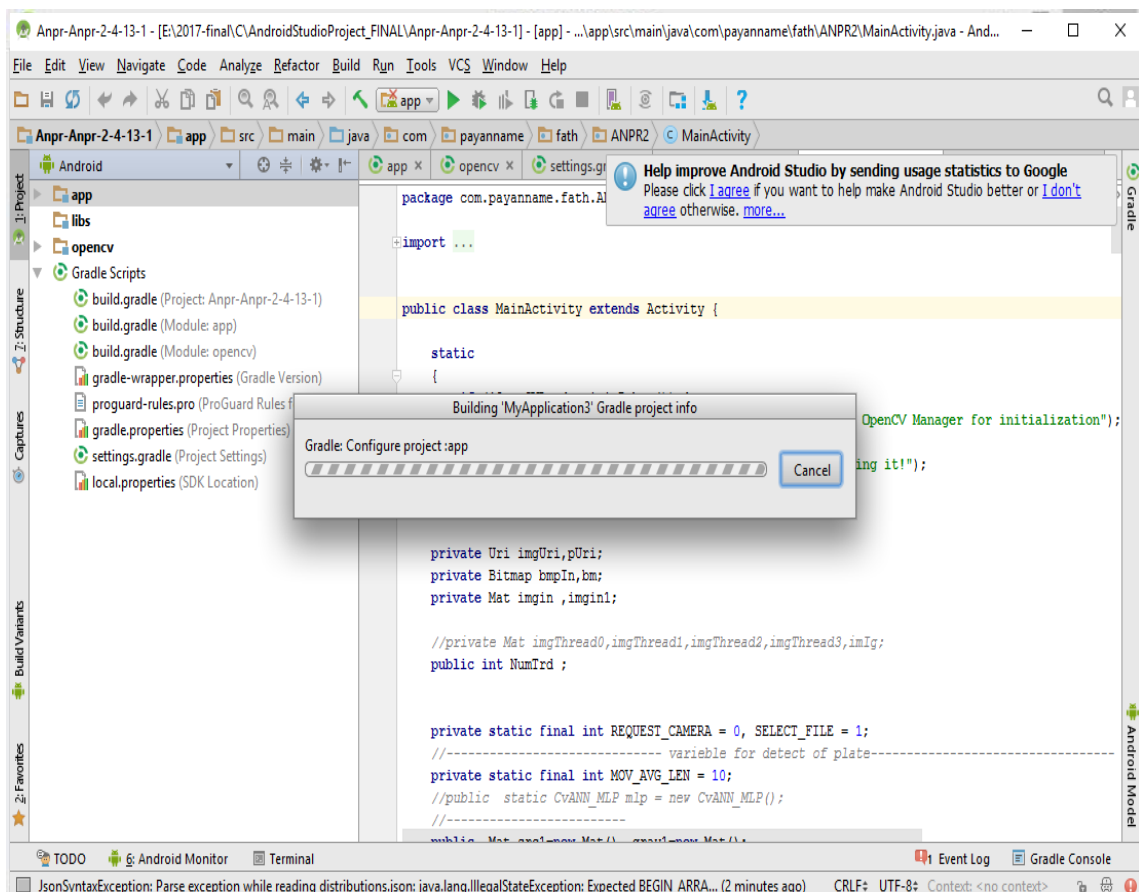 Anpr-Anpr-2-4-13-1 - [E:\2017-final\C\AndroidStudioProject_FINAL\Anpr-Anpr-2-4-13-1] - [app] - ...\app\src\main\java\com\payanname\fath\ANPR2\MainActivity.java - And...
File Edit View Navigate Code Analyze Refactor Build Run Tools VCS Window Help
app
Anpr-Anpr-2-4-13-1 app src main java com payanname fath ANPR2 MainActivity
Android
app opencv settings.gr
Help improve Android Studio by sending usage statistics to Google
Please click I agree if you want to help make Android Studio better or I don't
agree otherwise. more...
1: Project
7: Structure
Captures
Build Variants
2: Favorites
app
libs
opencv
Gradle Scripts
build.gradle (Project: Anpr-Anpr-2-4-13-1)
build.gradle (Module: app)
build.gradle (Module: opencv)
gradle-wrapper.properties (Gradle Version)
proguard-rules.pro (ProGuard Rules f
gradle.properties (Project Properties)
settings.gradle (Project Settings)
local.properties (SDK Location)
package com.payanname.fath.A
import ...
public class MainActivity extends Activity {
static
{
OpenCV Manager for initialization");
ing it!");
Building 'MyApplication3' Gradle project info
Gradle: Configure project :app
Cancel
private Uri imgUri,pUri;
private Bitmap bmpIn,bm;
private Mat imgin ,imgin1;
//private Mat imgThread0,imgThread1,imgThread2,imgThread3,imIg;
public int NumTrd ;
private static final int REQUEST_CAMERA = 0, SELECT_FILE = 1;
//------------------------------ varieble for detect of plate----------------------------------
private static final int MOV_AVG_LEN = 10;
//public  static CvANN_MLP mlp = new CvANN_MLP();
//-------------------------
Gradle
Android Model
TODO 6: Android Monitor Terminal 1 Event Log Gradle Console
JsonSyntaxException: Parse exception while reading distributions.json: java.lang.IllegalStateException: Expected BEGIN_ARRA... (2 minutes ago) CRLF UTF-8 Context: <no context>